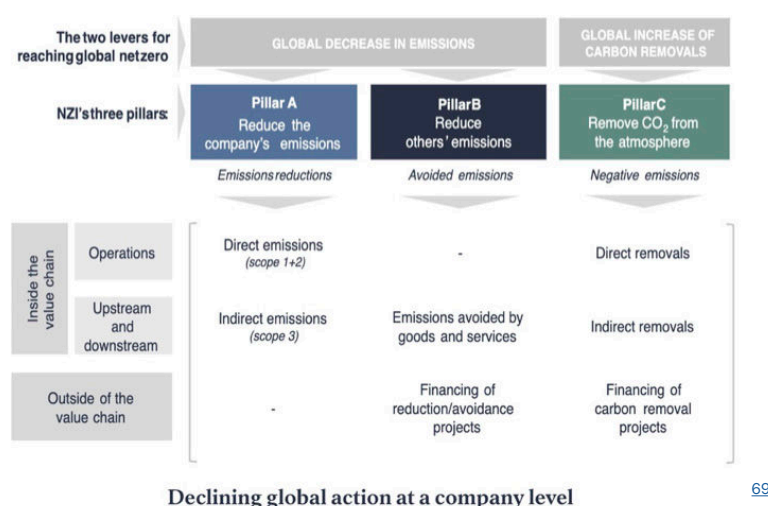 The two levers for
reaching global netzero
GLOBAL DECREASE IN EMISSIONS
GLOBAL INCREASE OF
CARBON REMOVALS
NZI'sthree pillars:
Pillar A
Reduce the
company's emissions
PillarB
Reduce
others' emissions
PillarC
Remove CO₂ from
the atmosphere
Emissionsreductions
Avoided emissions
Negative emissions
Inside the
value chain
Operations
Direct emissions
(scope 1+2)
-
Direct removals
Upstream
and
downstream
Indirect emissions
(scope 3)
Emissions avoided by
goods and services
Indirect removals
Outside of the
value chain
-
Financing of
reduction/avoidance
projects
Financing of
carbon removal
projects
Declining global action at a company level
69